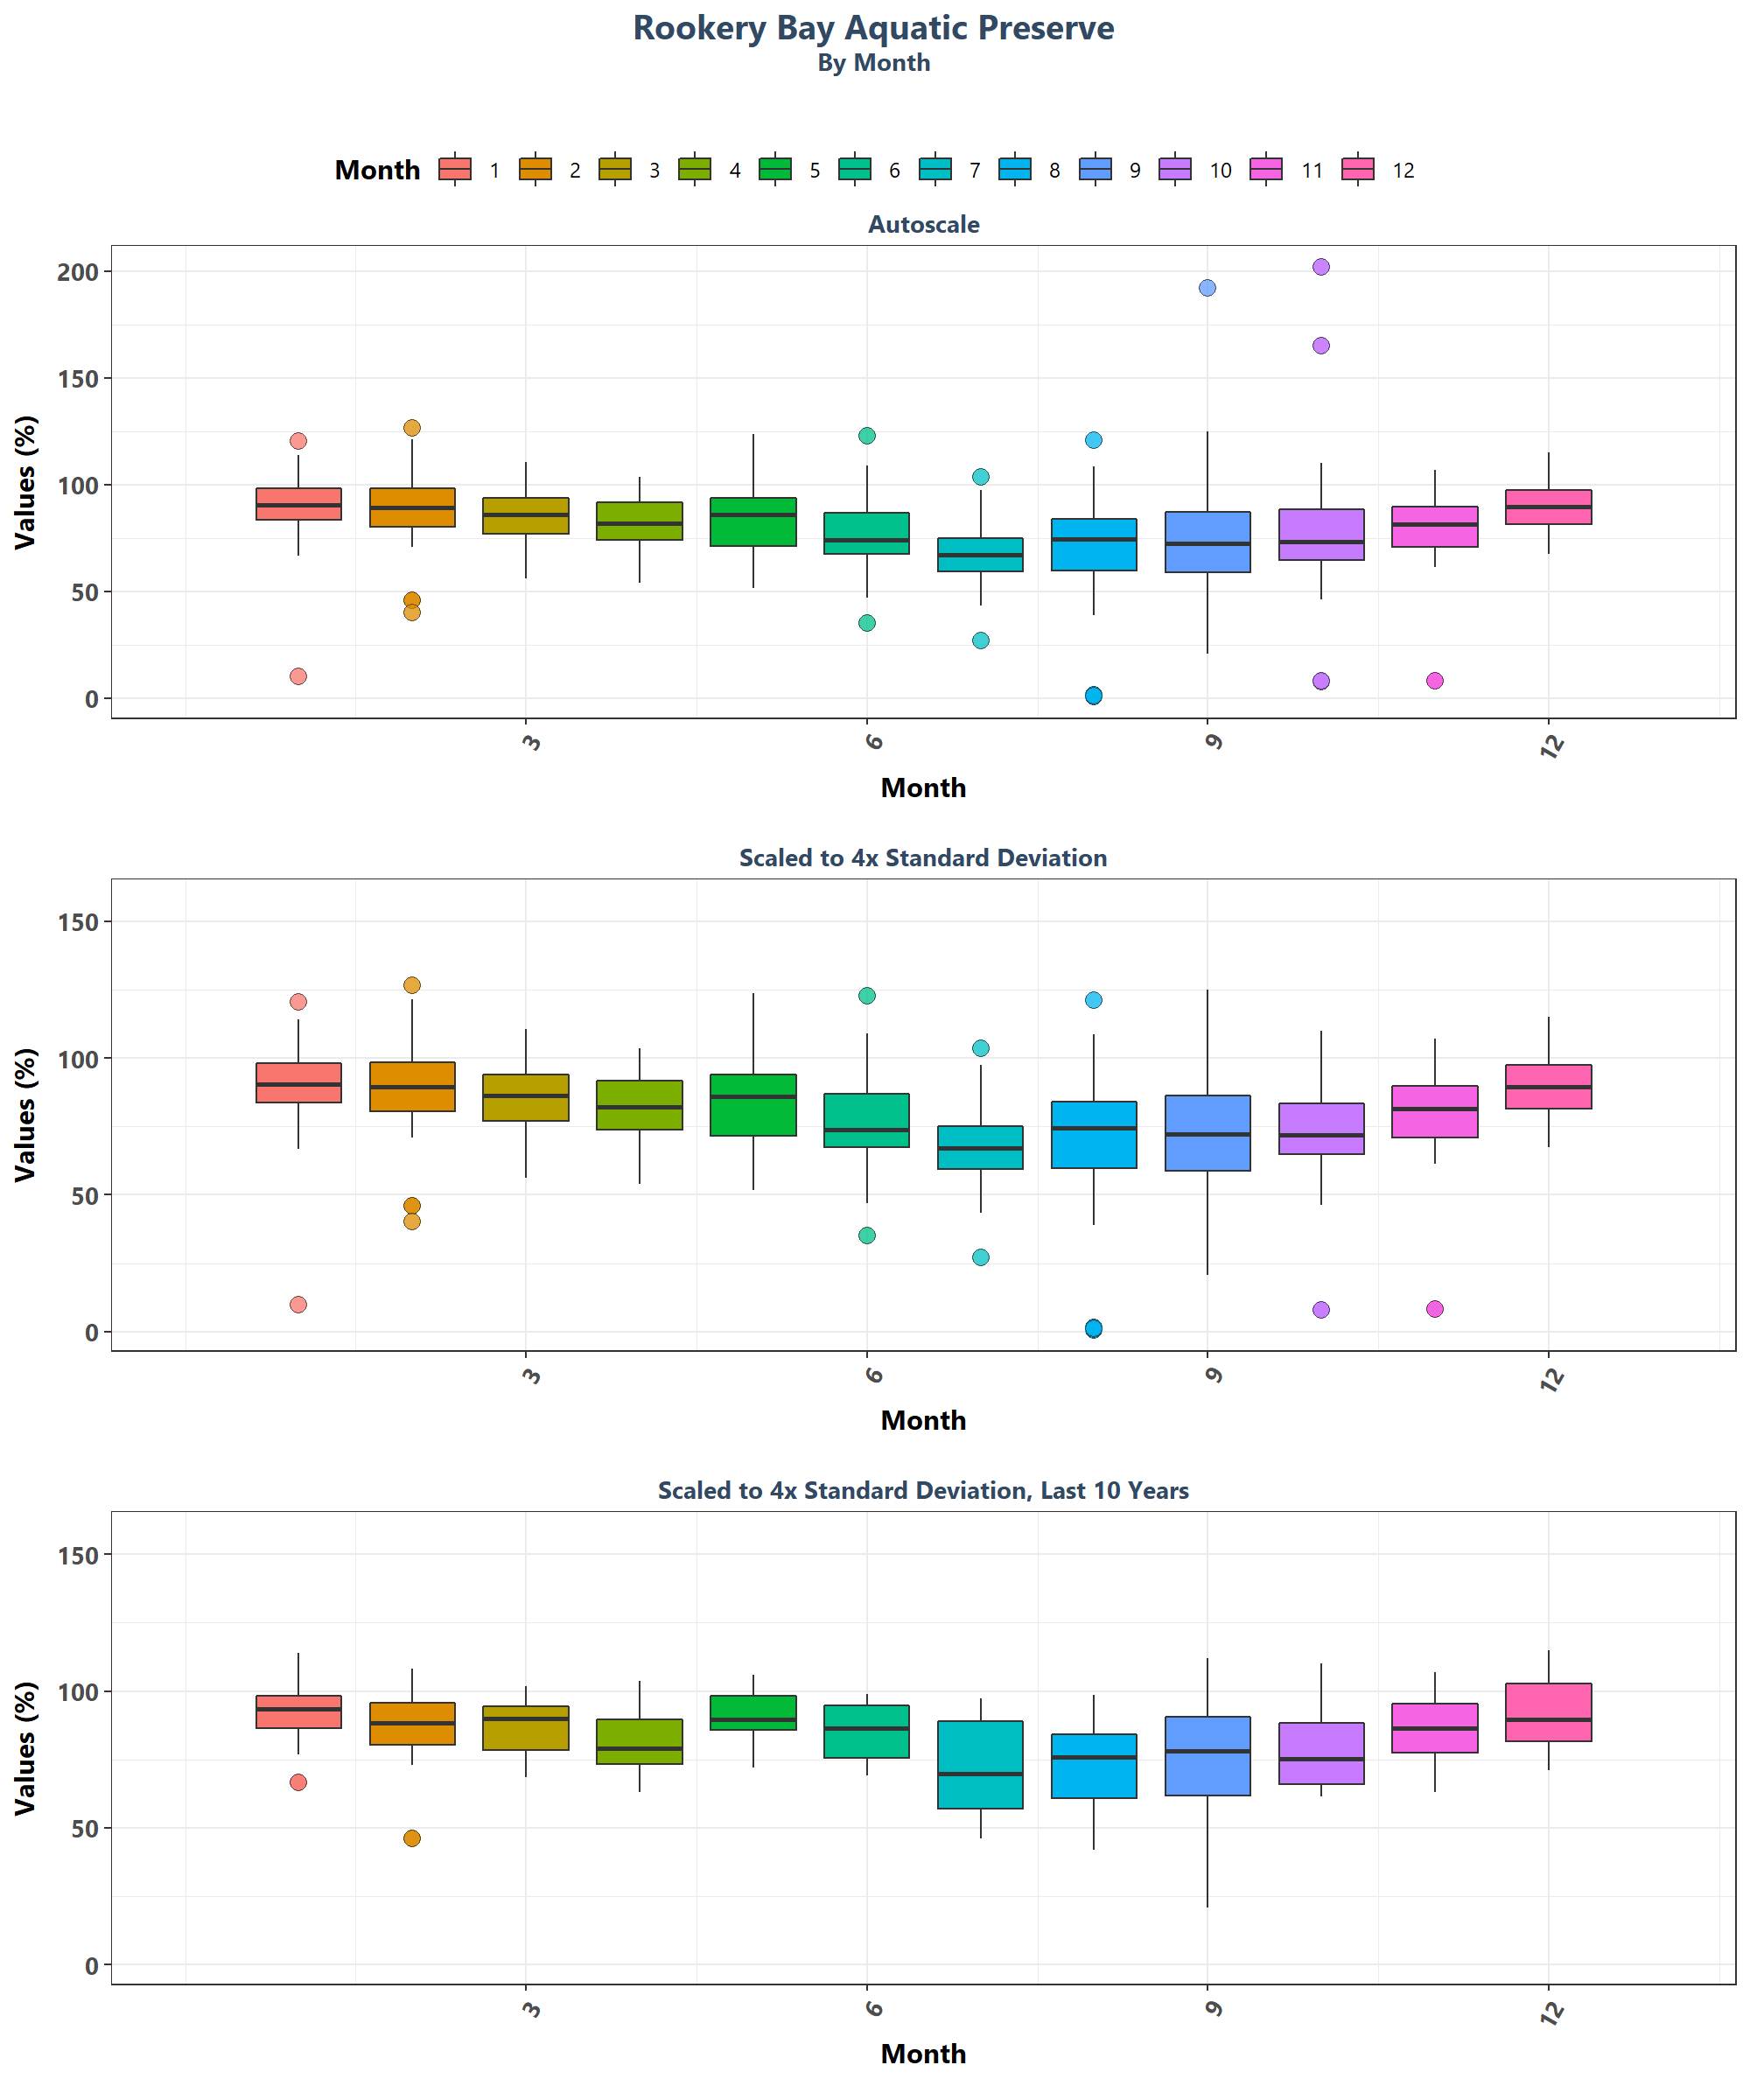 Rookery Bay Aquatic Preserve
By Month
Month 1 2 3 4 5 6 7 8 9 10 11 12
Autoscale
Values (%)
200
150
100
50
0
3 6 9 12
Month
Scaled to 4x Standard Deviation
Values (%)
150
100
50
0
3 6 9 12
Month
Scaled to 4x Standard Deviation, Last 10 Years
Values (%)
150
100
50
0
3 6 9 12
Month